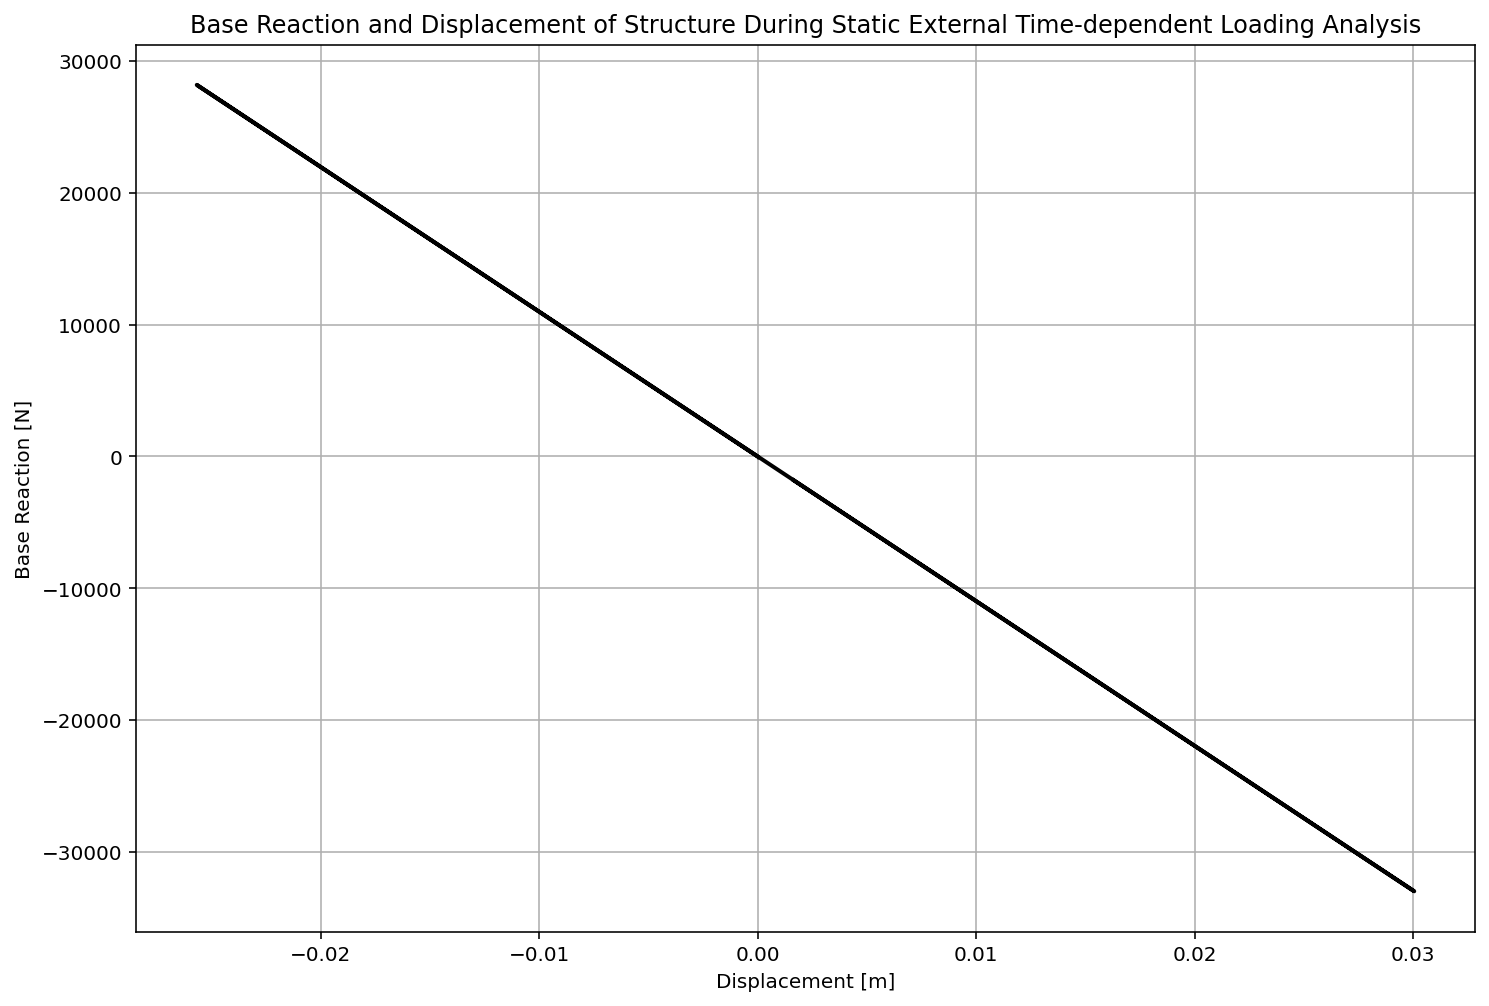 Base Reaction and Displacement of Structure During Static External Time-dependent Loading Analysis
30000
20000
10000
0
−10000
−20000
−30000
Base Reaction [N]
−0.02 −0.01 0.00 0.01 0.02 0.03
Displacement [m]